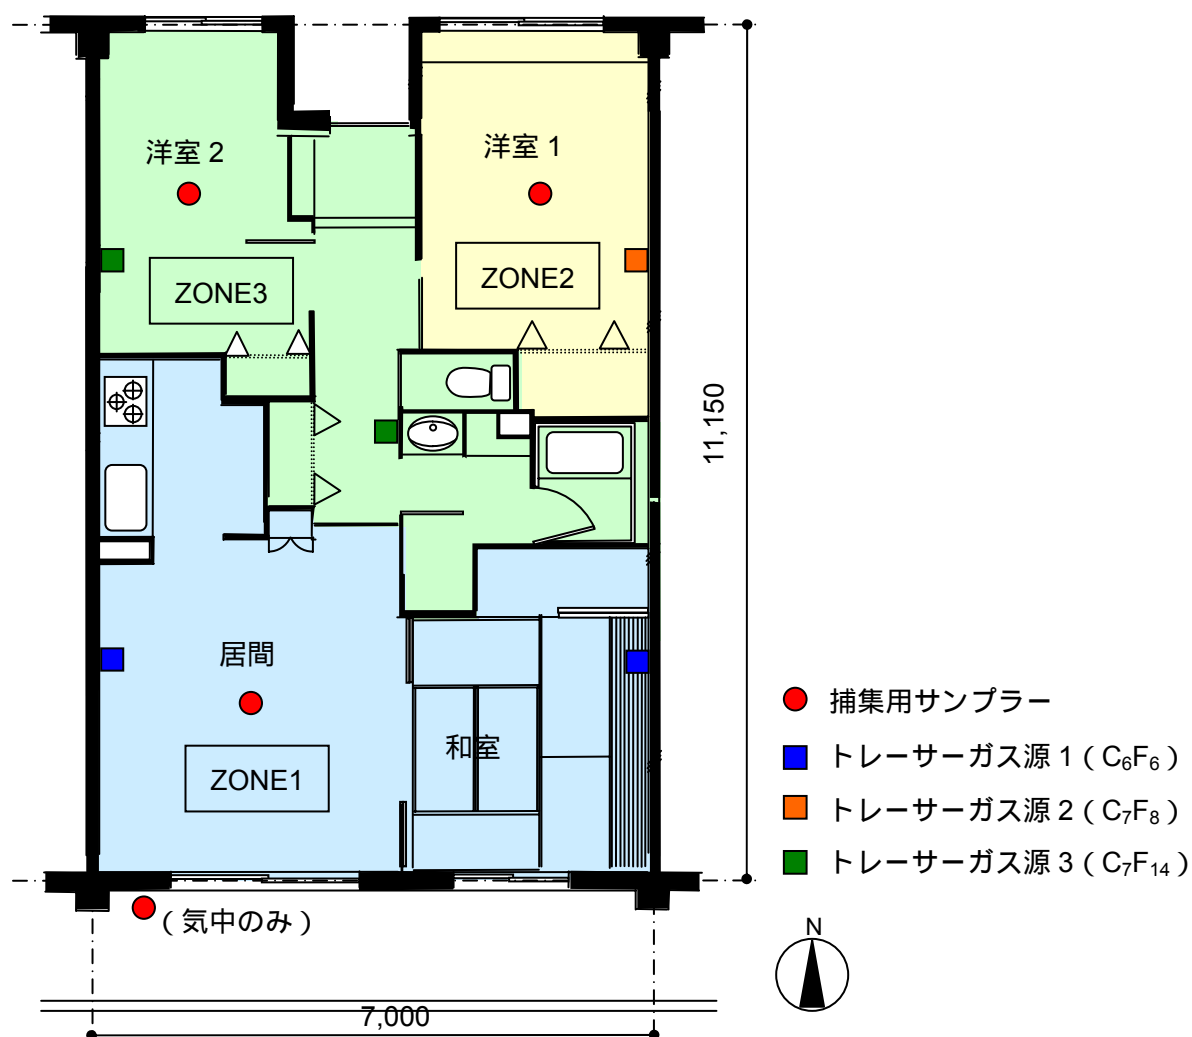 洋室 2
洋室 1
ZONE3
ZONE2
11,150
居間
和室
ZONE1
捕集用サンプラー
トレーサーガス源 1 ( C₆F₆ )
トレーサーガス源 2 ( C₇F₈ )
トレーサーガス源 3 ( C₇F₁₄ )
( 気中のみ )
N
7,000